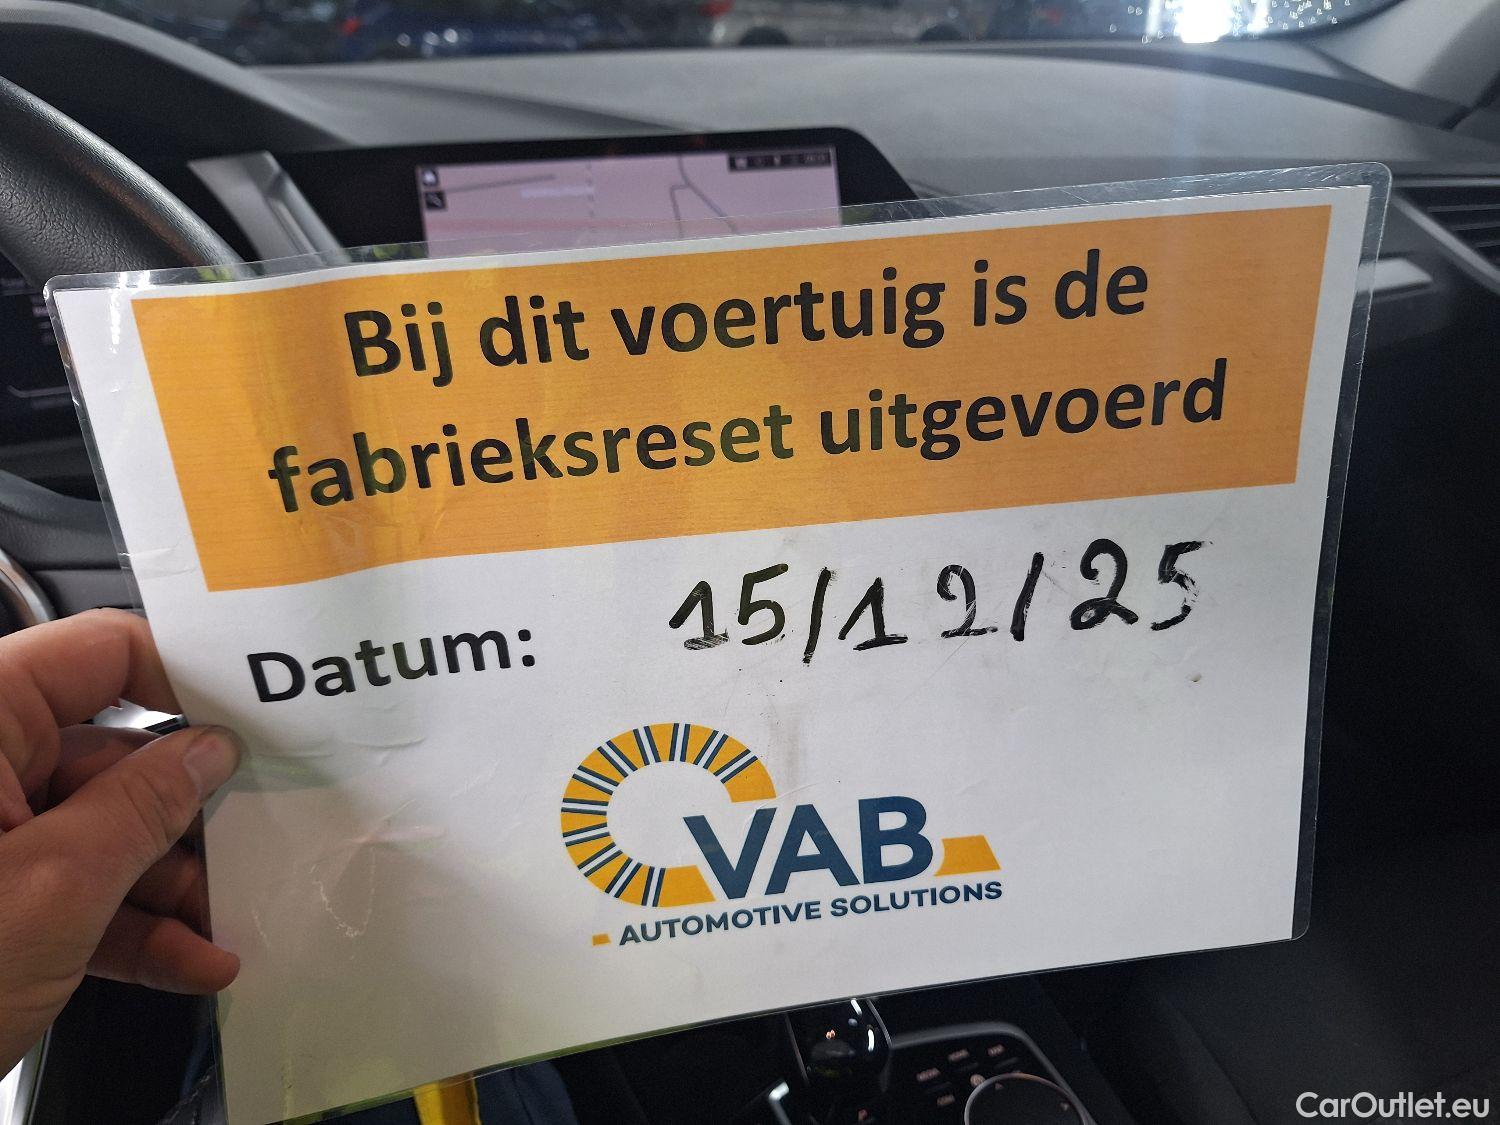 Bij dit voertuig is de
fabrieksreset uitgevoerd
Datum: 15/12/25
VAB
AUTOMOTIVE SOLUTIONS
CarOutlet.eu